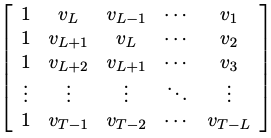 1 v_L v_{L-1} ⋯ v_1
1 v_{L+1} v_L ⋯ v_2
1 v_{L+2} v_{L+1} ⋯ v_3
⋮ ⋮ ⋮ ⋱ ⋮
1 v_{T-1} v_{T-2} ⋯ v_{T-L}